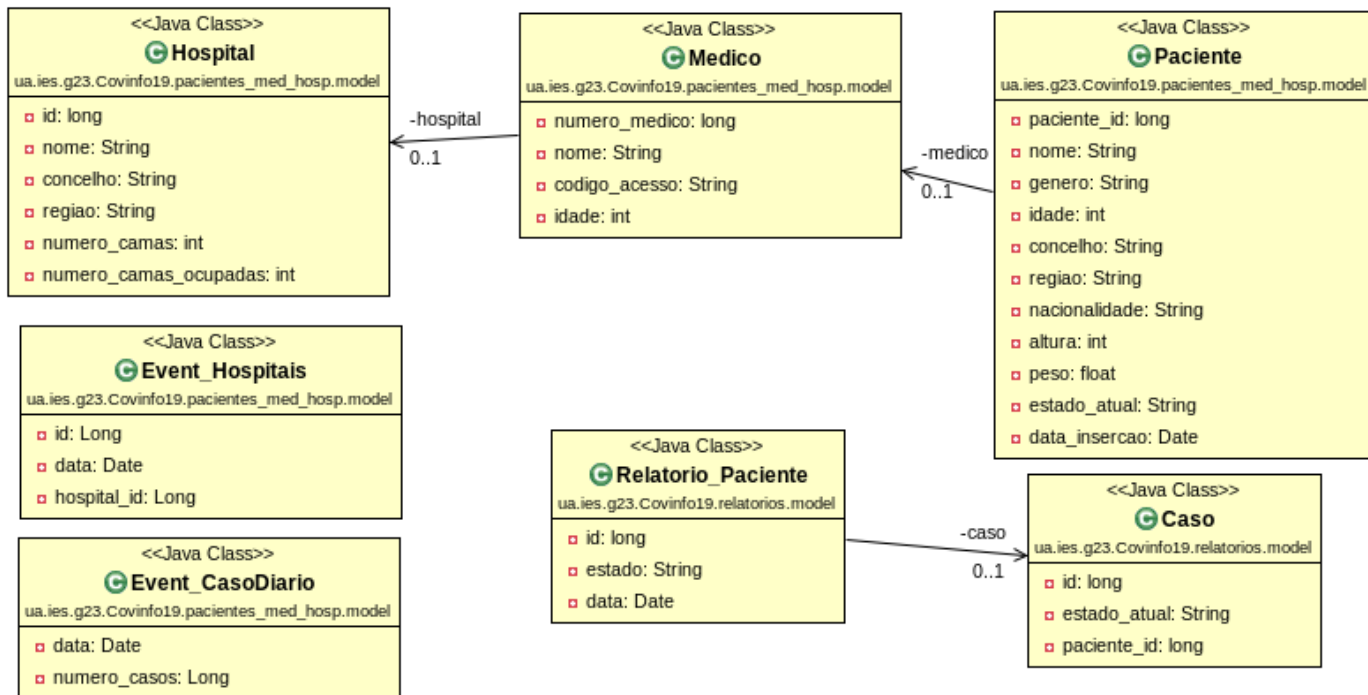 <<Java Class>>
C Hospital
ua.ies.g23.Covinfo19.pacientes_med_hosp.model
id: long
nome: String
concelho: String
regiao: String
numero_camas: int
numero_camas_ocupadas: int
-hospital
0..1
<<Java Class>>
C Medico
ua.ies.g23.Covinfo19.pacientes_med_hosp.model
numero_medico: long
nome: String
codigo_acesso: String
idade: int
-medico
0..1
<<Java Class>>
C Paciente
ua.ies.g23.Covinfo19.pacientes_med_hosp.model
paciente_id: long
nome: String
genero: String
idade: int
concelho: String
regiao: String
nacionalidade: String
altura: int
peso: float
estado_atual: String
data_insercao: Date
<<Java Class>>
C Event_Hospitais
ua.ies.g23.Covinfo19.pacientes_med_hosp.model
id: Long
data: Date
hospital_id: Long
<<Java Class>>
C Event_CasoDiario
ua.ies.g23.Covinfo19.pacientes_med_hosp.model
data: Date
numero_casos: Long
<<Java Class>>
C Relatorio_Paciente
ua.ies.g23.Covinfo19.relatorios.model
id: long
estado: String
data: Date
-caso
0..1
<<Java Class>>
C Caso
ua.ies.g23.Covinfo19.relatorios.model
id: long
estado_atual: String
paciente_id: long